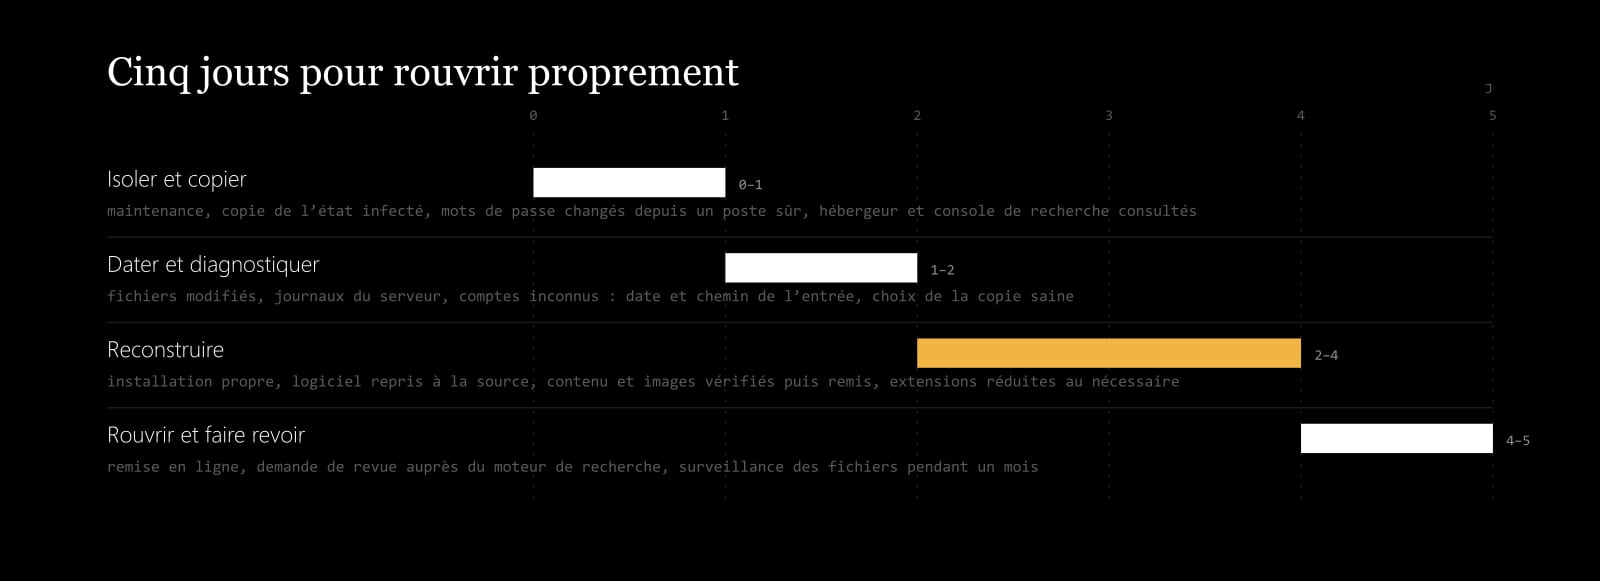 Cinq jours pour rouvrir proprement
J
0 1 2 3 4 5
Isoler et copier
0–1
maintenance, copie de l’état infecté, mots de passe changés depuis un poste sûr, hébergeur et console de recherche consultés
Dater et diagnostiquer
1–2
fichiers modifiés, journaux du serveur, comptes inconnus : date et chemin de l’entrée, choix de la copie saine
Reconstruire
2–4
installation propre, logiciel repris à la source, contenu et images vérifiés puis remis, extensions réduites au nécessaire
Rouvrir et faire revoir
4–5
remise en ligne, demande de revue auprès du moteur de recherche, surveillance des fichiers pendant un mois